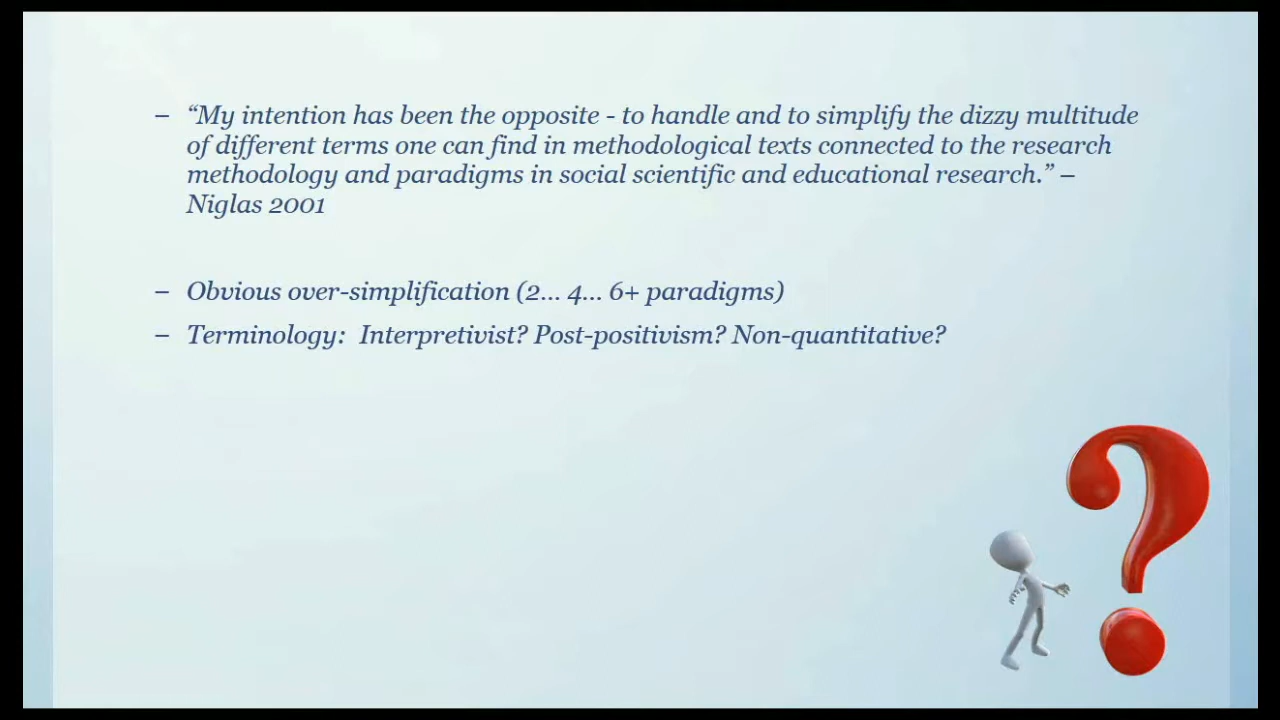 – “My intention has been the opposite - to handle and to simplify the dizzy multitude
of different terms one can find in methodological texts connected to the research
methodology and paradigms in social scientific and educational research.” –
Niglas 2001
– Obvious over-simplification (2... 4... 6+ paradigms)
– Terminology:  Interpretivist? Post-positivism? Non-quantitative?
?